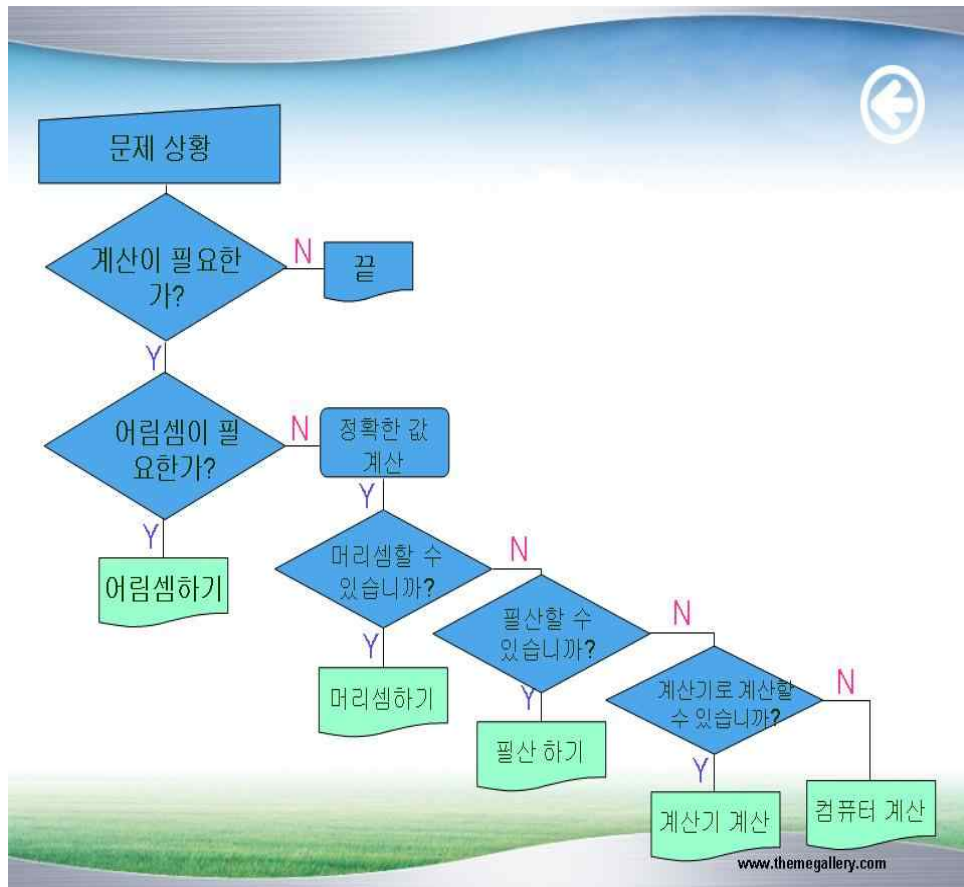 문제 상황
계산이 필요한
가?
N
끝
Y
어림셈이 필
요한가?
N
정확한 값
계산
Y
Y
어림셈하기
머리셈할 수
있습니까?
N
Y
머리셈하기
필산할 수
있습니까?
N
Y
필산 하기
계산기로 계산할
수 있습니까?
N
Y
계산기 계산
컴퓨터 계산
www.themegallery.com